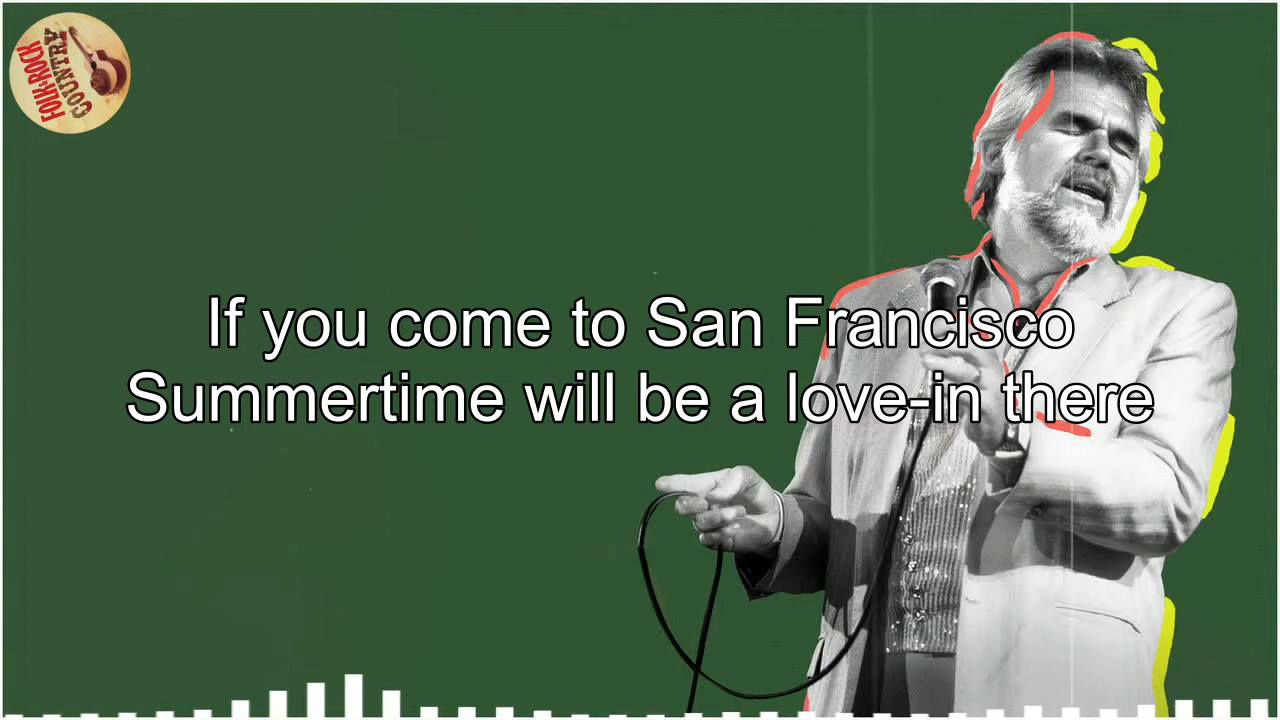 FOLK & ROCK
COUNTRY
If you come to San Francisco
Summertime will be a love-in there